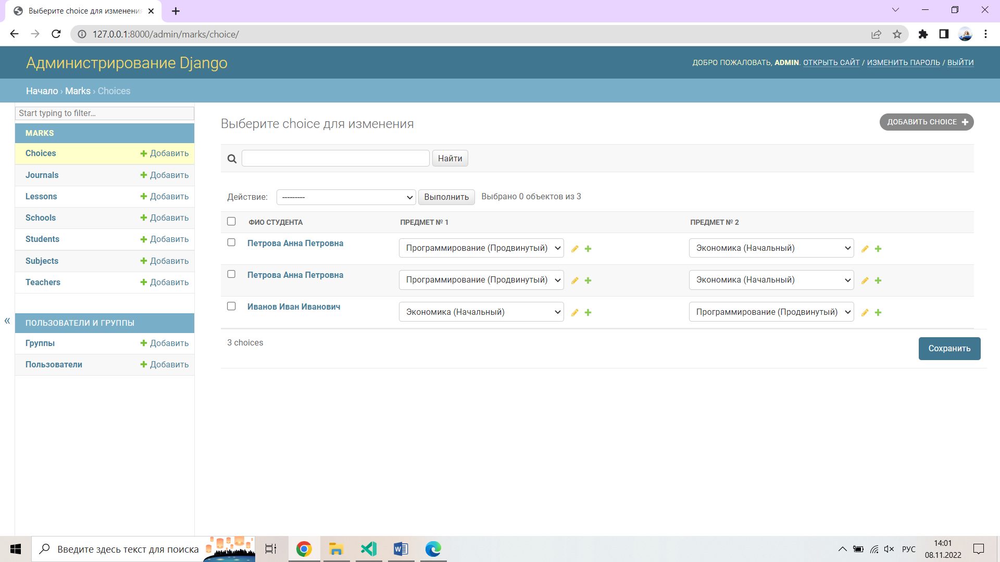 Выберите choice для изменения
127.0.0.1:8000/admin/marks/choice/
Администрирование Django
ДОБРО ПОЖАЛОВАТЬ, ADMIN. ОТКРЫТЬ САЙТ / ИЗМЕНИТЬ ПАРОЛЬ / ВЫЙТИ
Начало › Marks › Choices
Start typing to filter...
MARKS
Choices Добавить
Journals Добавить
Lessons Добавить
Schools Добавить
Students Добавить
Subjects Добавить
Teachers Добавить
«
ПОЛЬЗОВАТЕЛИ И ГРУППЫ
Группы Добавить
Пользователи Добавить
Выберите choice для изменения
ДОБАВИТЬ CHOICE
Найти
Действие: --------- Выполнить Выбрано 0 объектов из 3
ФИО СТУДЕНТА ПРЕДМЕТ № 1 ПРЕДМЕТ № 2
Петрова Анна Петровна Программирование (Продвинутый) Экономика (Начальный)
Петрова Анна Петровна Программирование (Продвинутый) Экономика (Начальный)
Иванов Иван Иванович Экономика (Начальный) Программирование (Продвинутый)
3 choices
Сохранить
Введите здесь текст для поиска
РУС
14:01
08.11.2022